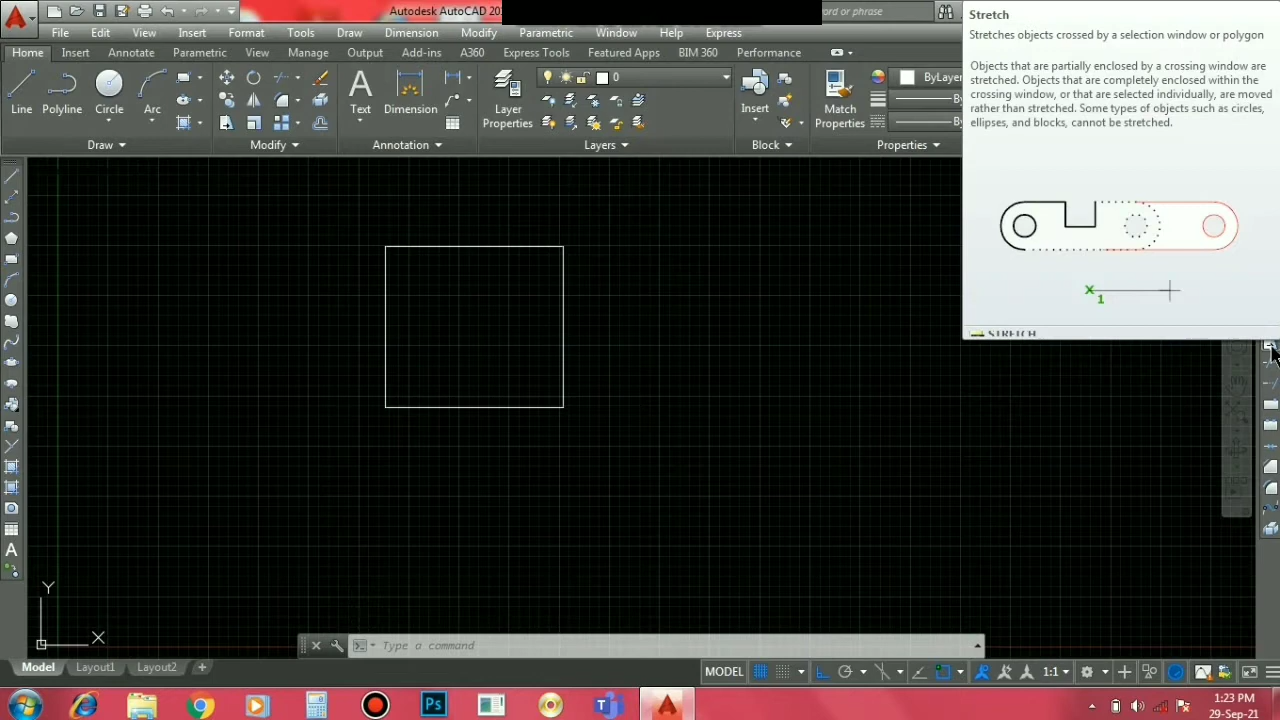 Autodesk AutoCAD 20
or phrase
File Edit View Insert Format Tools Draw Dimension Modify Parametric Window Help Express
Home Insert Annotate Parametric View Manage Output Add-ins A360 Express Tools Featured Apps BIM 360 Performance
Line Polyline Circle Arc
Text Dimension
Layer
Properties
0
Insert
Match
Properties
ByLayer
By
By
Draw Modify Annotation Layers Block Properties
Stretch
Stretches objects crossed by a selection window or polygon
Objects that are partially enclosed by a crossing window are
stretched. Objects that are completely enclosed within the
crossing window, or that are selected individually, are moved
rather than stretched. Some types of objects such as circles,
ellipses, and blocks, cannot be stretched.
1
STRETCH
A
Y
X
Type a command
Model Layout1 Layout2 +
MODEL 1:1
Ps
1:23 PM
29-Sep-21